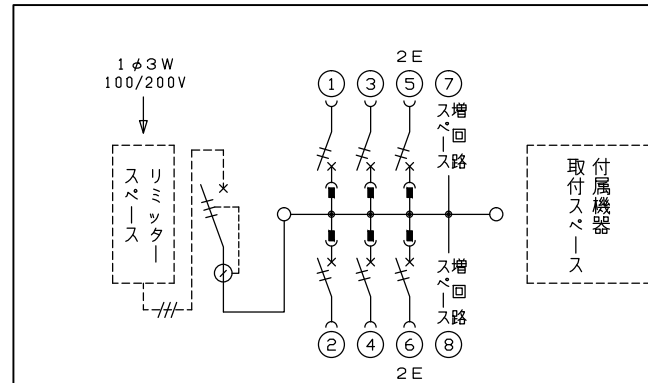 1φ3W
100/200V
リミッター
スペース
2E
1 3 5 7
増回路
スペース
増回路
スペース
2 4 6 8
2E
付属機器
取付スペース